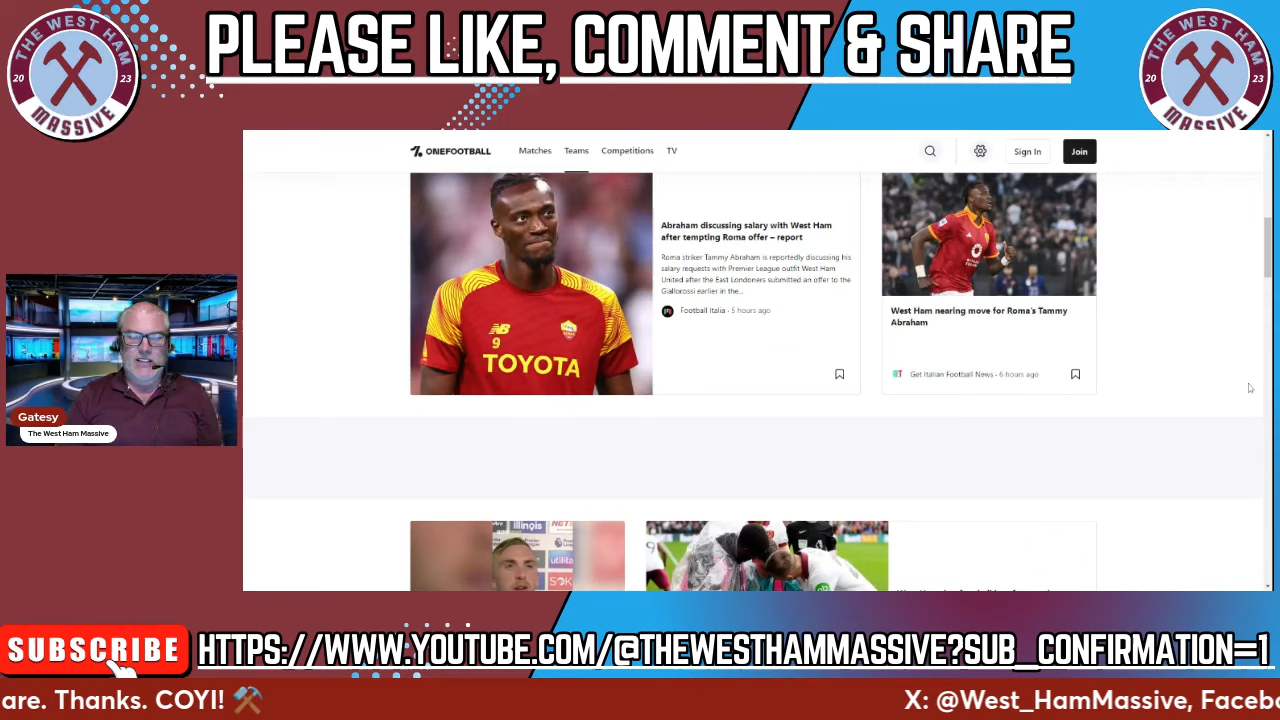 THE WEST HAM
20 23
MASSIVE
PLEASE LIKE, COMMENT & SHARE
THE WEST HAM
20 23
MASSIVE
ONEFOOTBALL Matches Teams Competitions TV Sign In Join
Abraham discussing salary with West Ham
after tempting Roma offer – report
Roma striker Tammy Abraham is reportedly discussing his
salary requests with Premier League outfit West Ham
United after the East Londoners submitted an offer to the
Giallorossi earlier in the...
Football Italia · 5 hours ago
NB
9
TOYOTA
West Ham nearing move for Roma's Tammy
Abraham
Get Italian Football News · 6 hours ago
Gatesy
The West Ham Massive
illinois
Premier League
utilita
SUBSCRIBE
HTTPS://WWW.YOUTUBE.COM/@THEWESTHAMMASSIVE?SUB_CONFIRMATION=1
are. Thanks. COYI! ⚒️ X: @West_HamMassive, Facebo